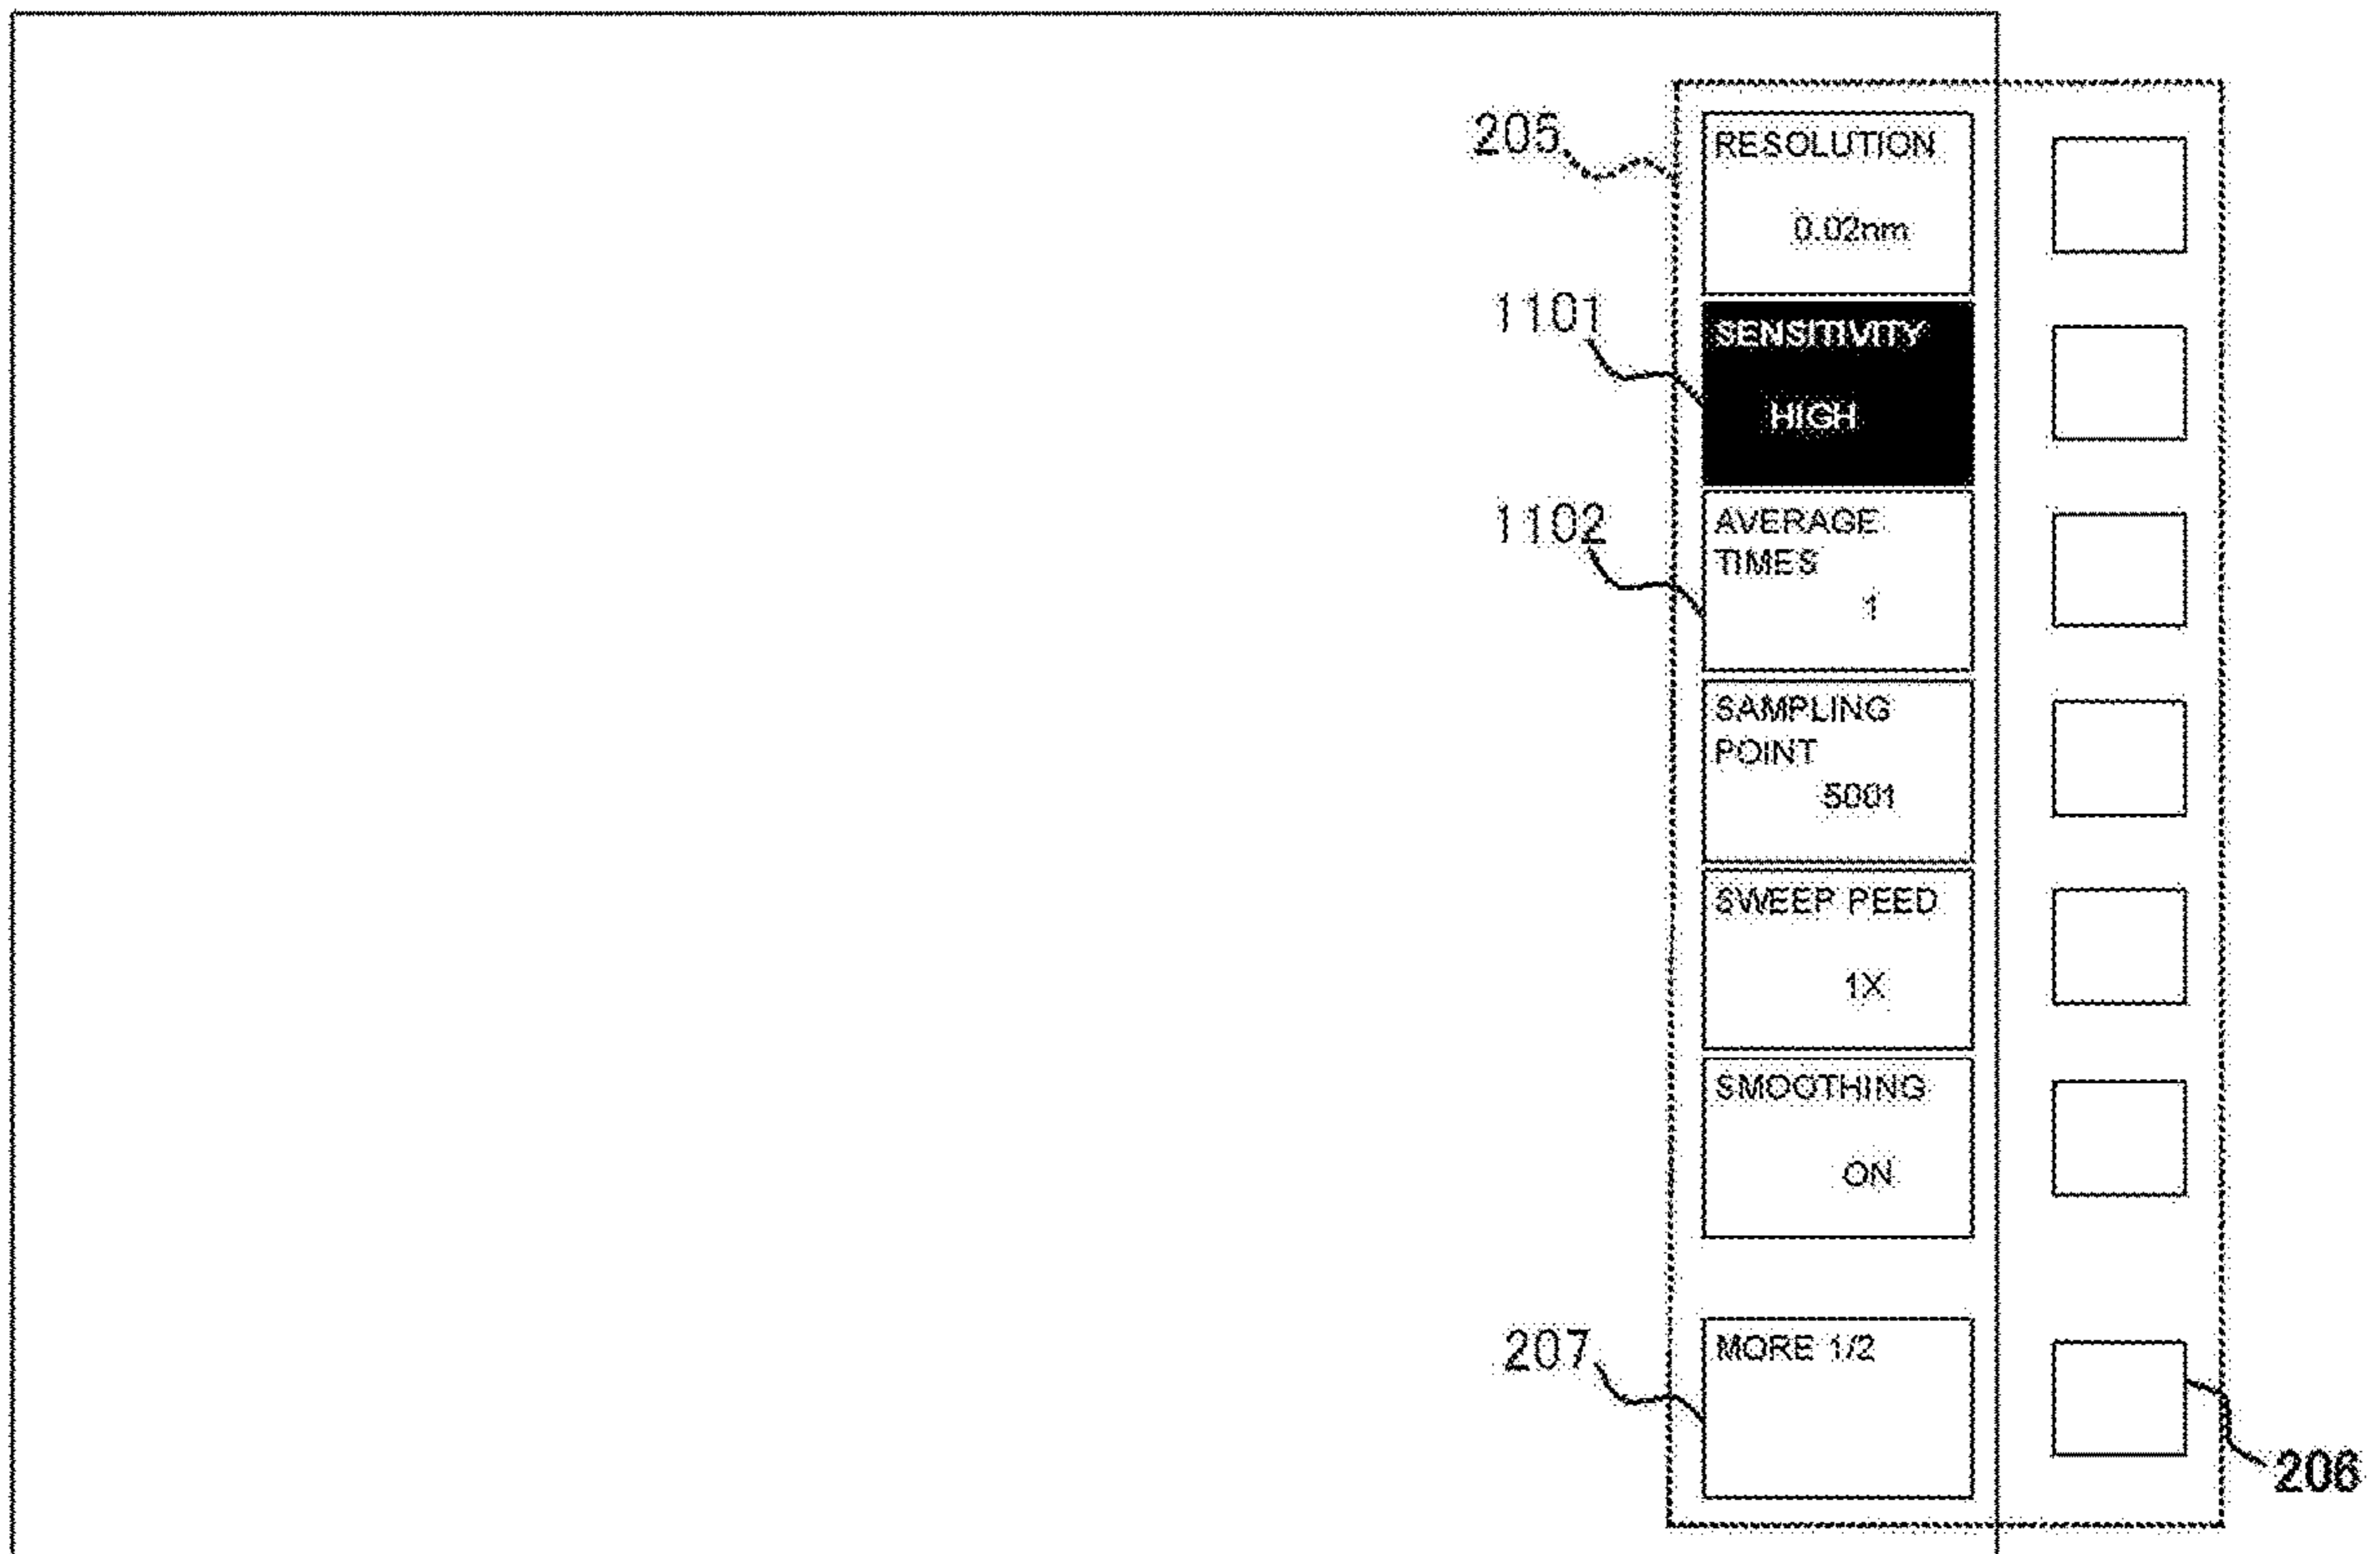 205
RESOLUTION
0.02nm
1101
SENSITIVITY
HIGH
1102
AVERAGE
TIMES
1
SAMPLING
POINT
5001
SWEEP PEED
1X
SMOOTHING
ON
207
MORE 1/2
206